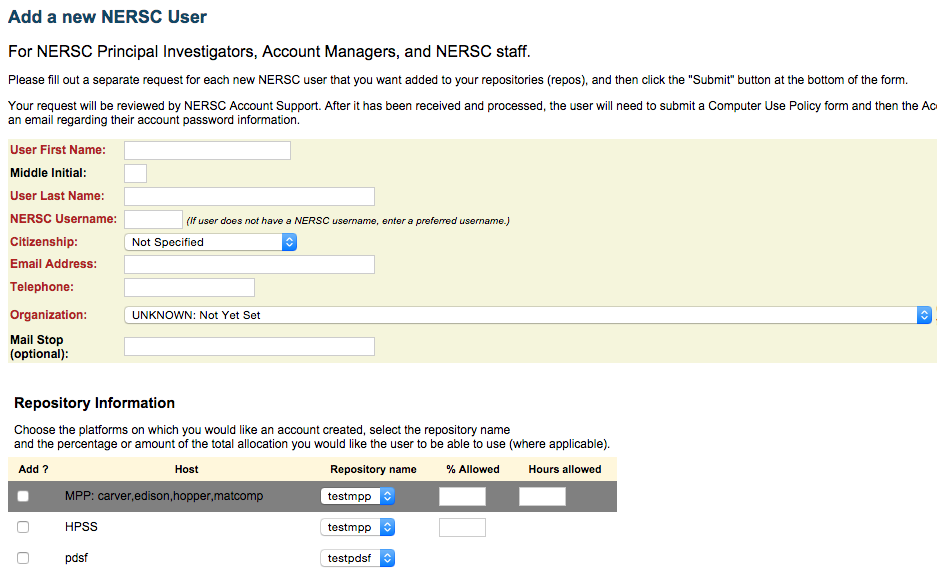 Add a new NERSC User
For NERSC Principal Investigators, Account Managers, and NERSC staff.
Please fill out a separate request for each new NERSC user that you want added to your repositories (repos), and then click the "Submit" button at the bottom of the form.
Your request will be reviewed by NERSC Account Support. After it has been received and processed, the user will need to submit a Computer Use Policy form and then the Ac
an email regarding their account password information.
User First Name:
Middle Initial:
User Last Name:
NERSC Username: (If user does not have a NERSC username, enter a preferred username.)
Citizenship: Not Specified
Email Address:
Telephone:
Organization: UNKNOWN: Not Yet Set
Mail Stop
(optional):
Repository Information
Choose the platforms on which you would like an account created, select the repository name
and the percentage or amount of the total allocation you would like the user to be able to use (where applicable).
Add ? Host Repository name % Allowed Hours allowed
MPP: carver,edison,hopper,matcomp testmpp
HPSS testmpp
pdsf testpdsf